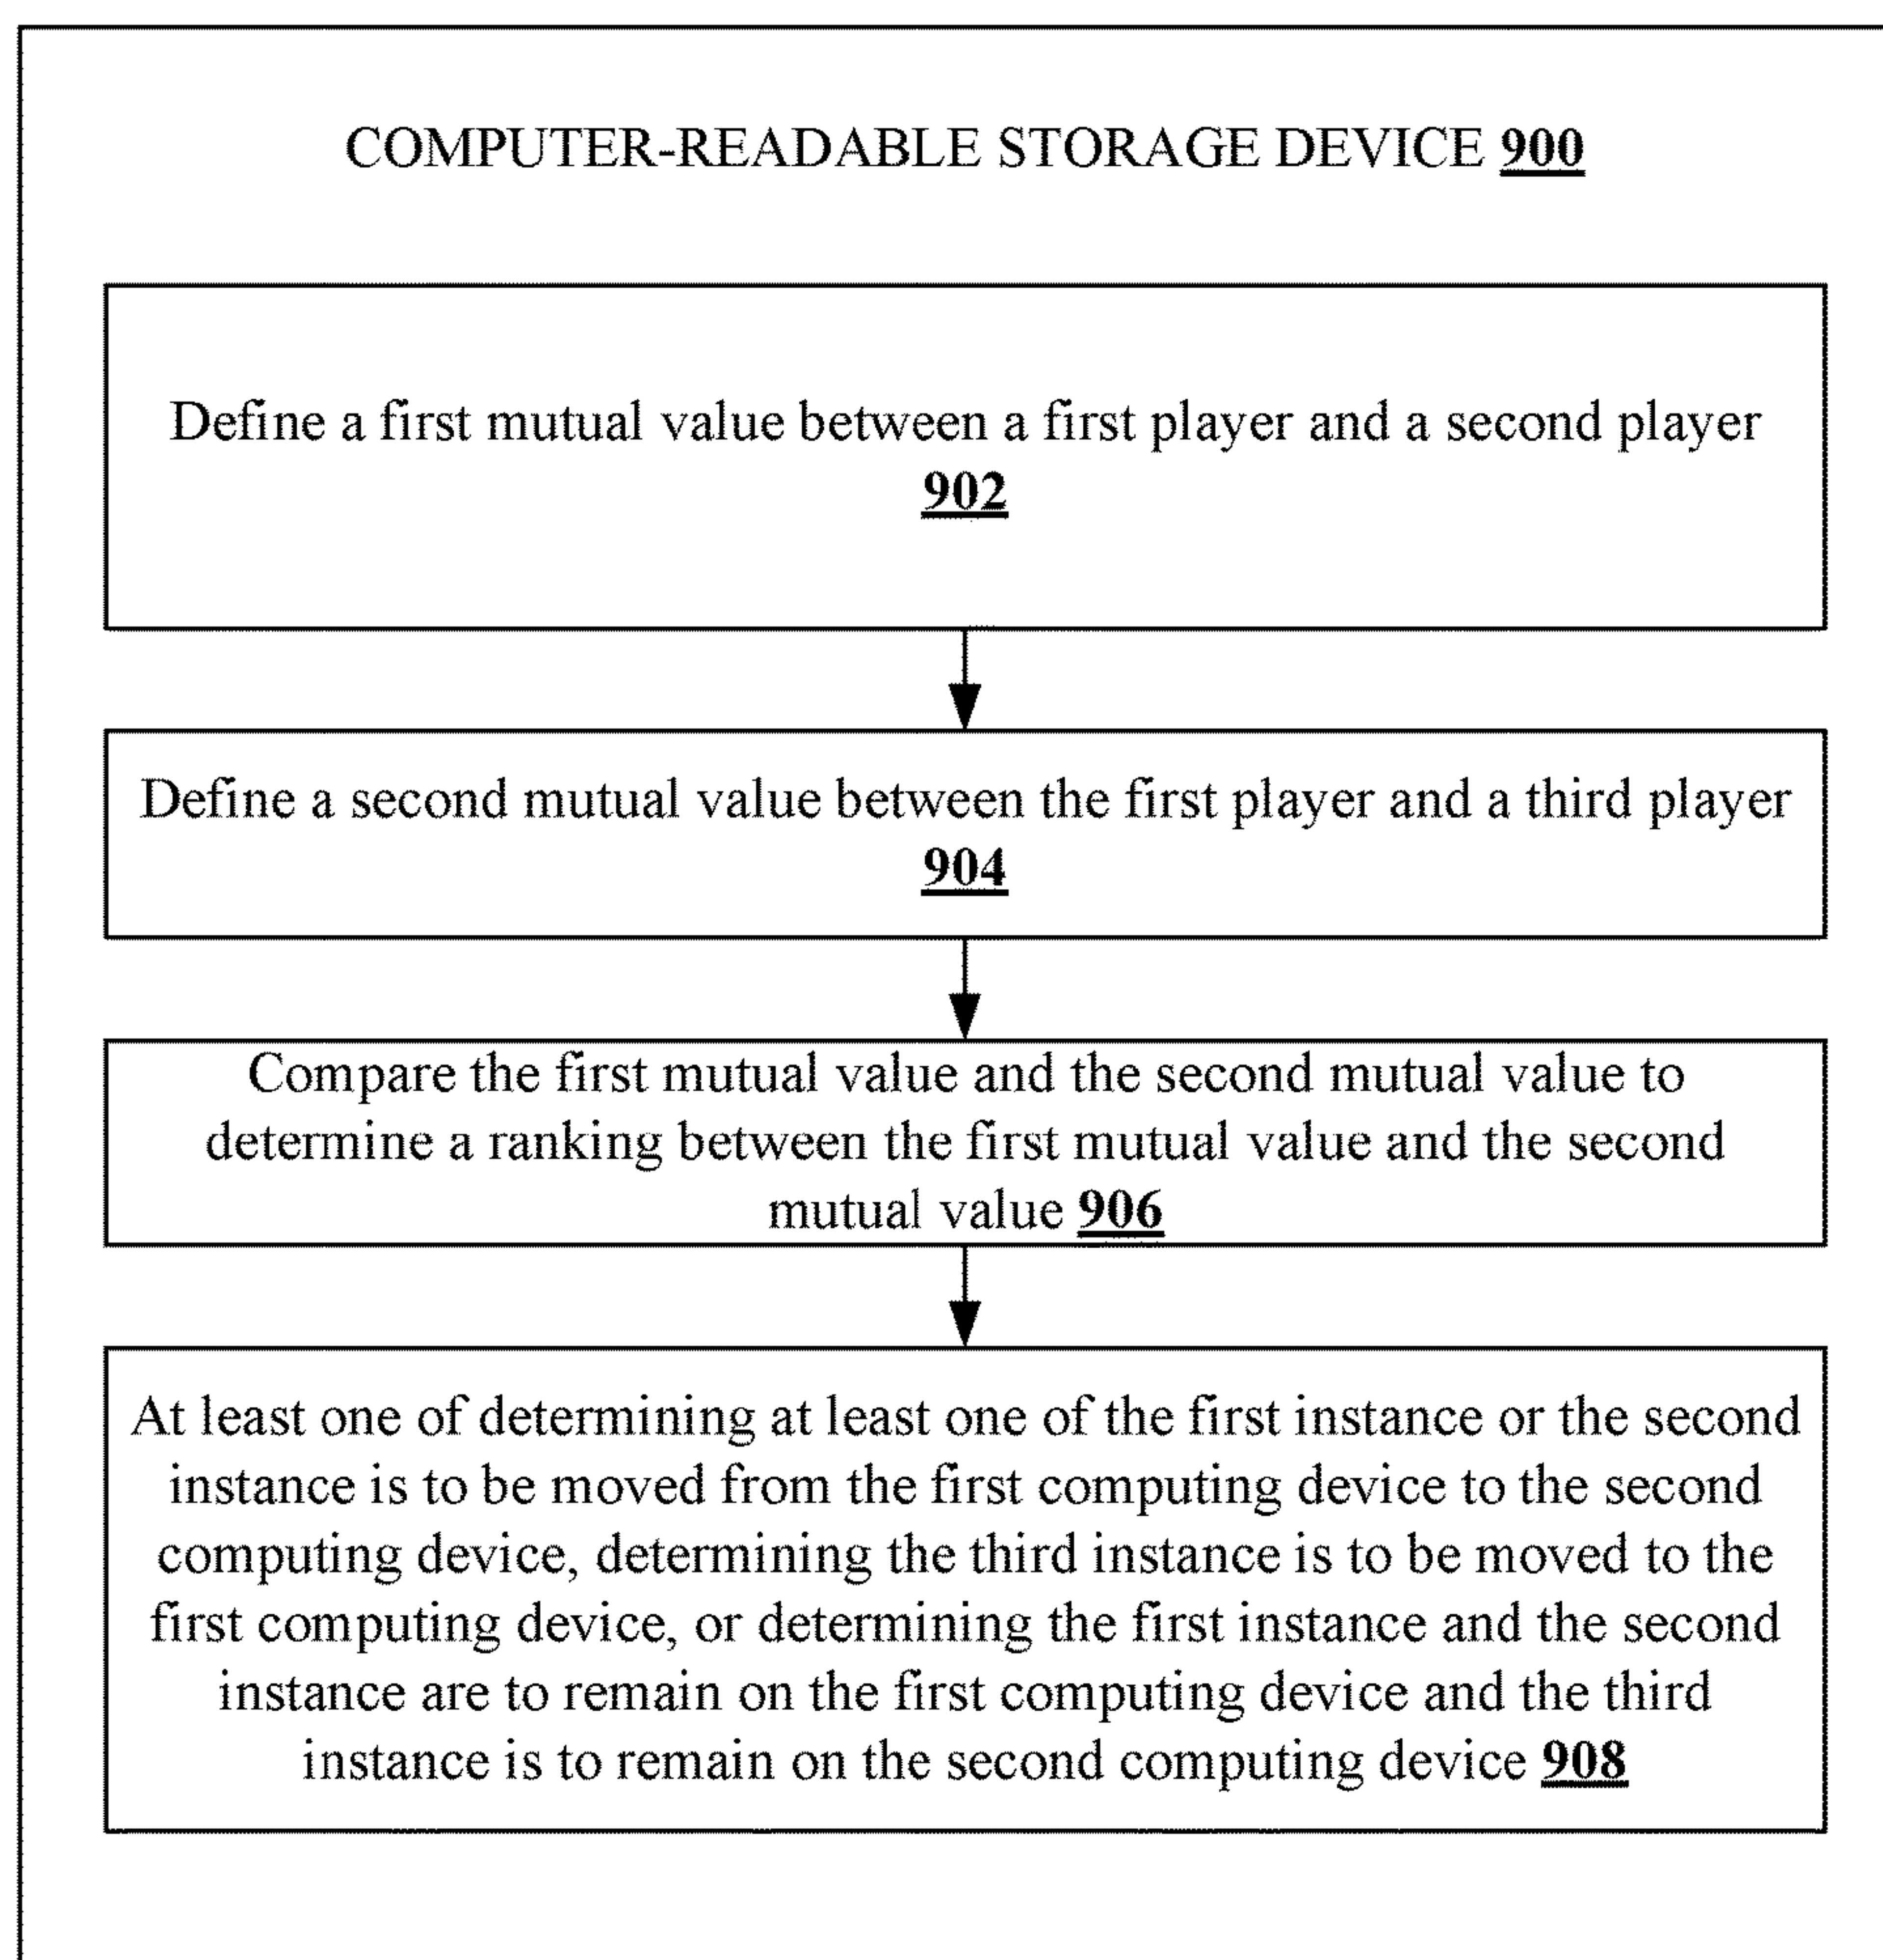 COMPUTER-READABLE STORAGE DEVICE 900
Define a first mutual value between a first player and a second player
902
Define a second mutual value between the first player and a third player
904
Compare the first mutual value and the second mutual value to
determine a ranking between the first mutual value and the second
mutual value 906
At least one of determining at least one of the first instance or the second
instance is to be moved from the first computing device to the second
computing device, determining the third instance is to be moved to the
first computing device, or determining the first instance and the second
instance are to remain on the first computing device and the third
instance is to remain on the second computing device 908